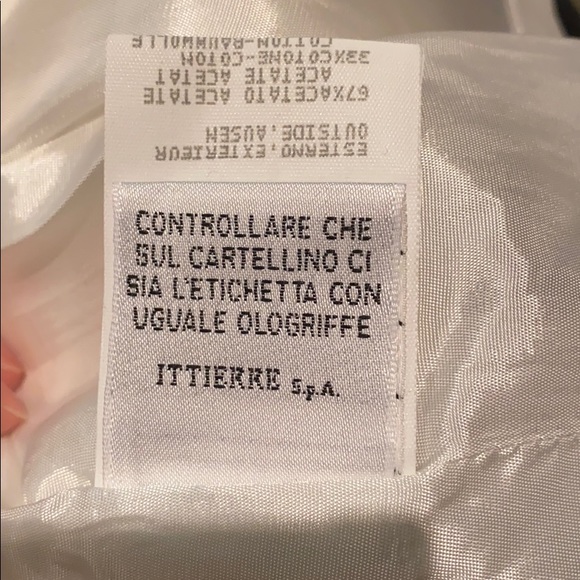 ESTERNO, EXTERIEUR
OUTSIDE, AUSEN
67%ACETATO ACETATE
ACETATE ACETAT
33%COTONE-COTON
COTTON-BAUMWOLLE
CONTROLLARE CHE
SUL CARTELLINO CI
SIA L'ETICHETTA CON
UGUALE OLOGRIFFE
ITTIERRE S.p.A.